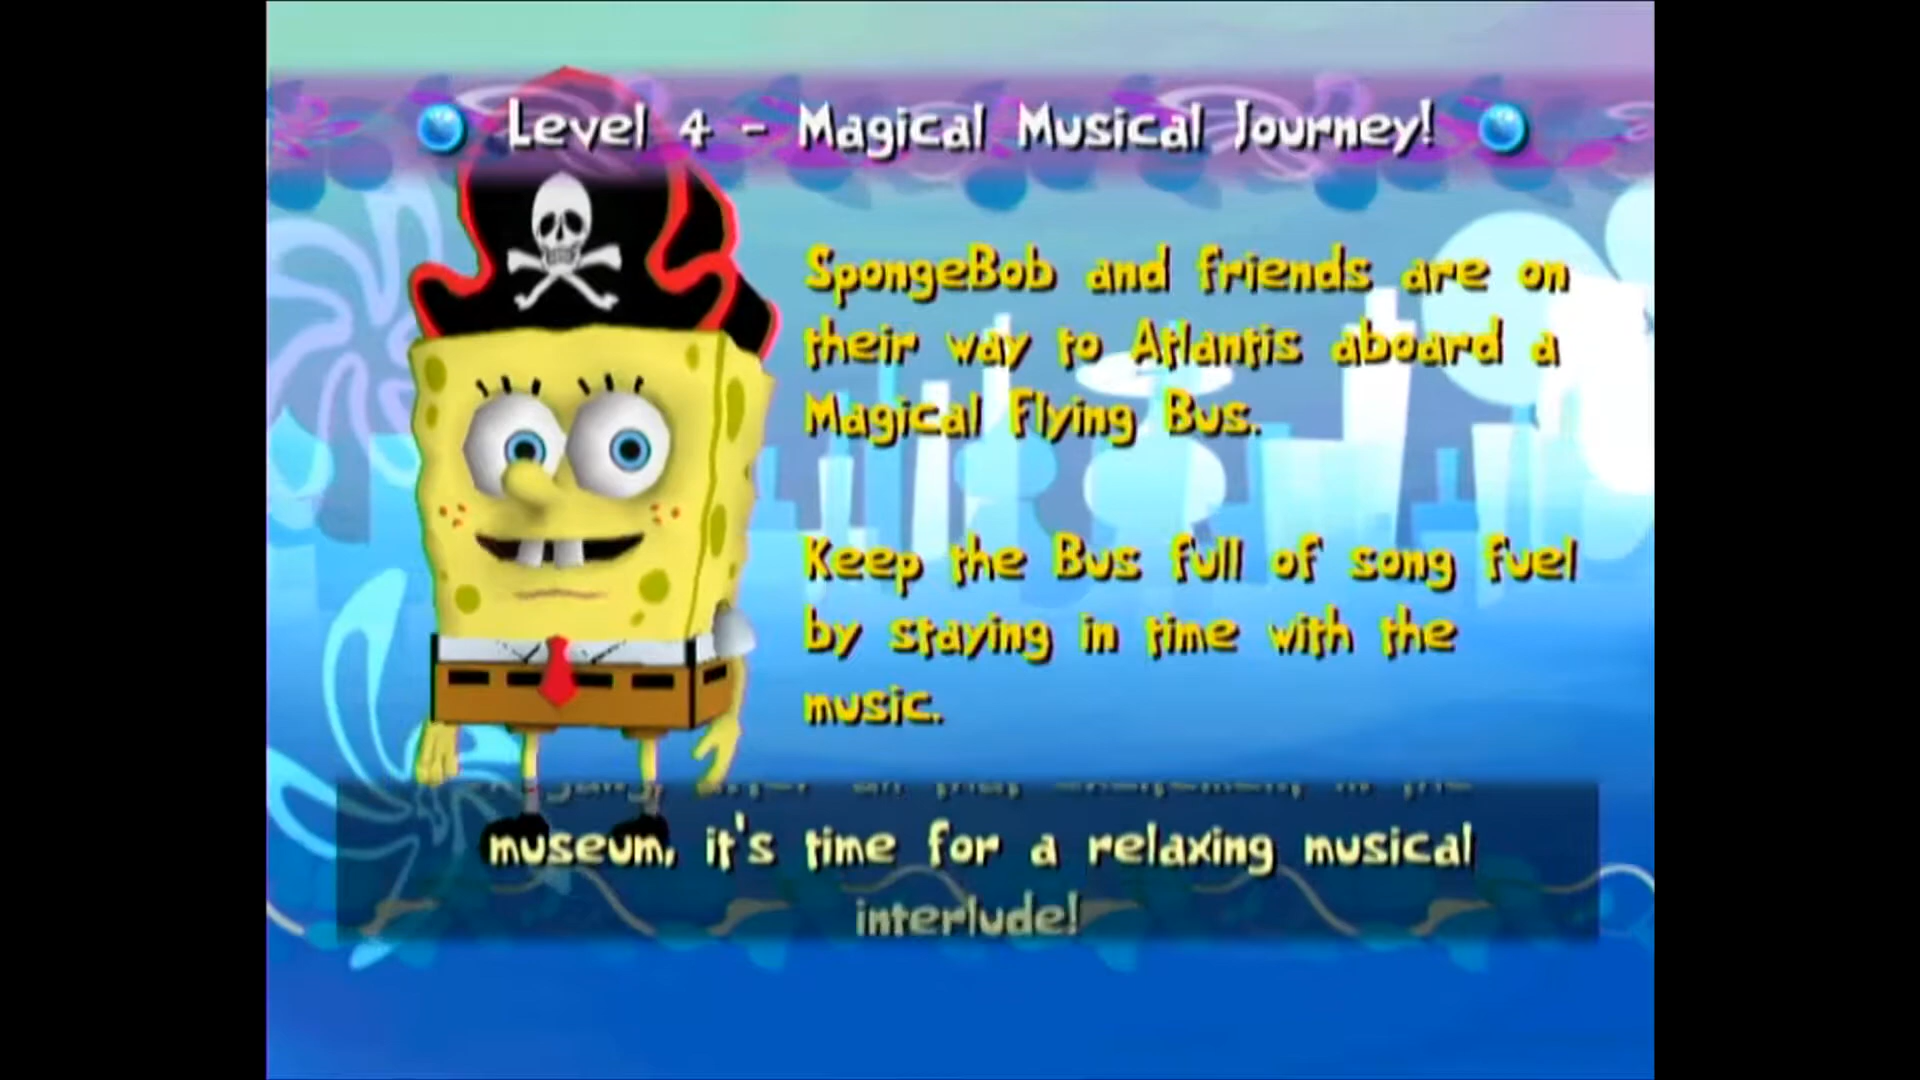 Level 4 - Magical Musical Journey!
SpongeBob and friends are on
their way to Atlantis aboard a
Magical Flying Bus.
Keep the Bus full of song fuel
by staying in time with the
music.
museum, it's time for a relaxing musical
interlude!